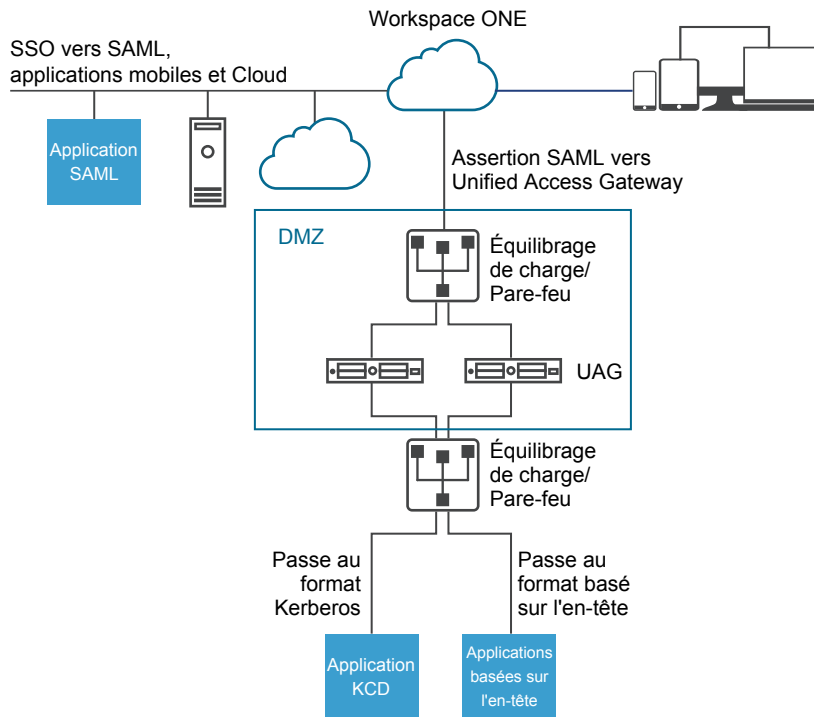 Workspace ONE
SSO vers SAML,
applications mobiles et Cloud
Application
SAML
Assertion SAML vers
Unified Access Gateway
DMZ
Équilibrage
de charge/
Pare-feu
UAG
Équilibrage
de charge/
Pare-feu
Passe au
format
Kerberos
Passe au
format basé
sur l'en-tête
Application
KCD
Applications
basées sur
l'en-tête